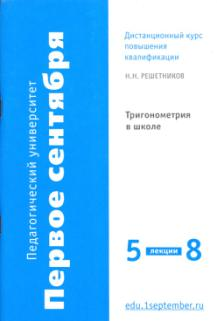 Педагогический университет
Первое сентября
Дистанционный курс
повышения
квалификации
Н.Н. РЕШЕТНИКОВ
Тригонометрия
в школе
5 лекции 8
edu.1september.ru